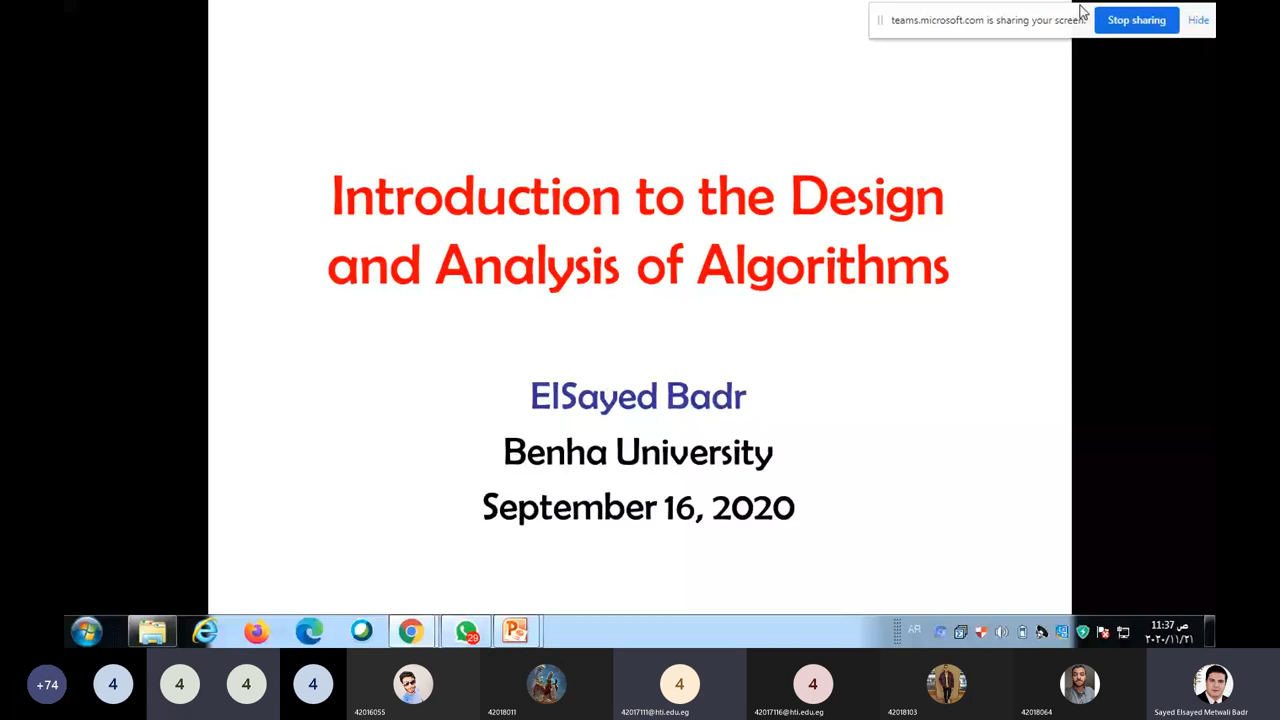 teams.microsoft.com is sharing your screen.
Stop sharing
Hide
Introduction to the Design
and Analysis of Algorithms
ElSayed Badr
Benha University
September 16, 2020
29
AR
11:37 ص
٢٠٢٠/١١/٢١
+74
4
4
4
4
4
4
42016055
42018011
42017111@hti.edu.eg
42017116@hti.edu.eg
42018103
42018064
Sayed Elsayed Metwali Badr